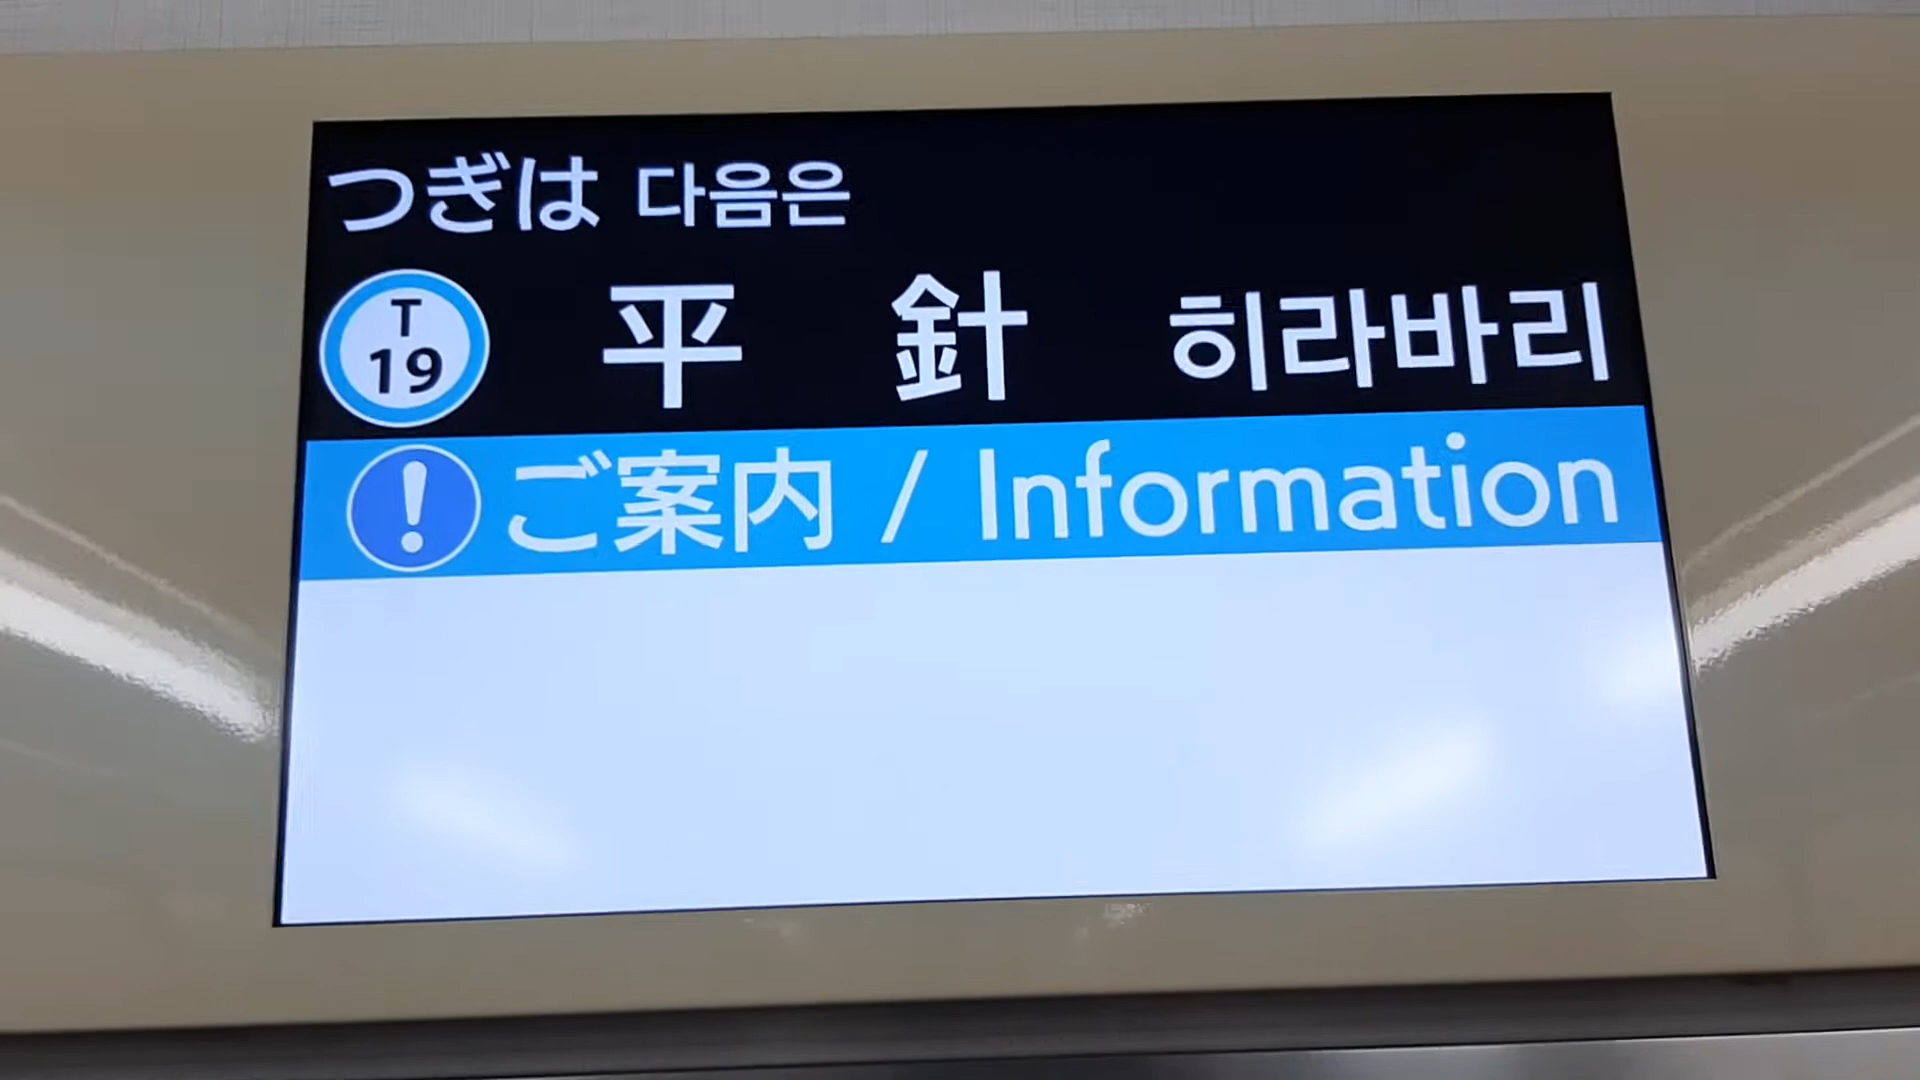 つぎは 다음은
T
19
平 針 히라바리
! ご案内 / Information